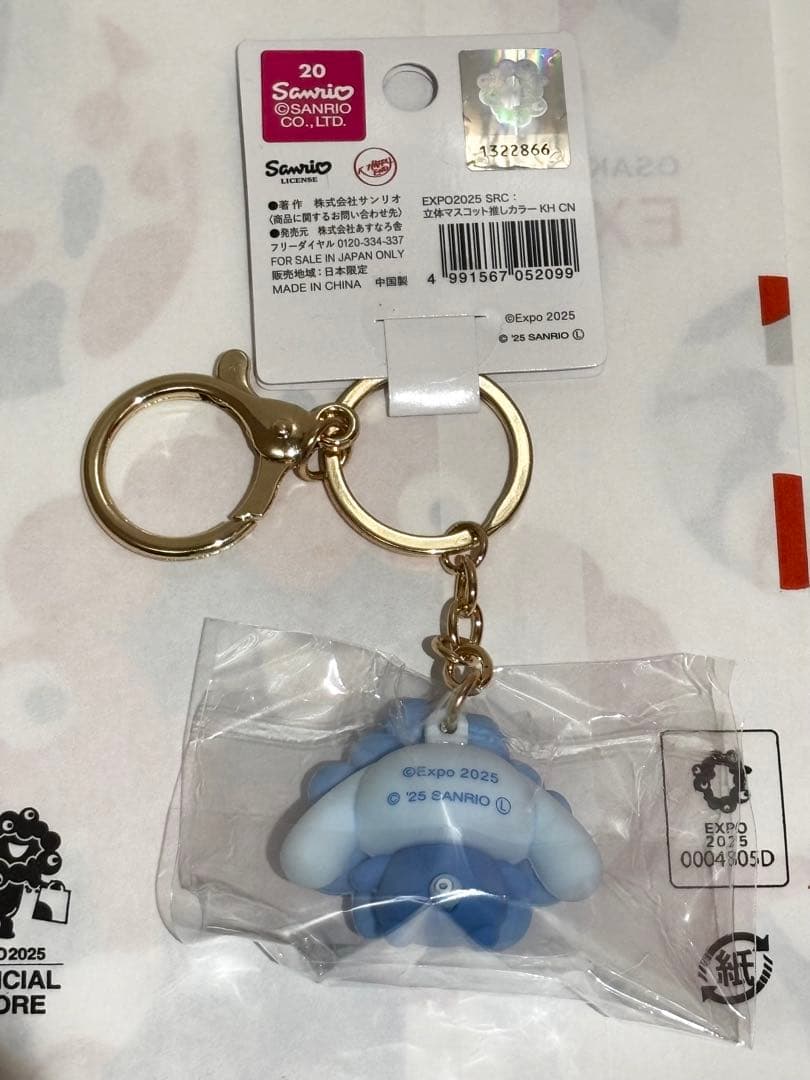 20
Sanrio
©SANRIO
CO.,LTD.
1322866
Sanrio
LICENSE
●著作 株式会社サンリオ
〈商品に関するお問い合わせ先〉
●発売元 株式会社あすなろ舎
フリーダイヤル 0120-334-337
FOR SALE IN JAPAN ONLY
販売地域：日本限定
MADE IN CHINA 中国製
EXPO2025 SRC：
立体マスコット推しカラー KH CN
4 991567 052099
©Expo 2025
© '25 SANRIO Ⓛ
©Expo 2025
© '25 SANRIO Ⓛ
EXPO
2025
0004805D
紙